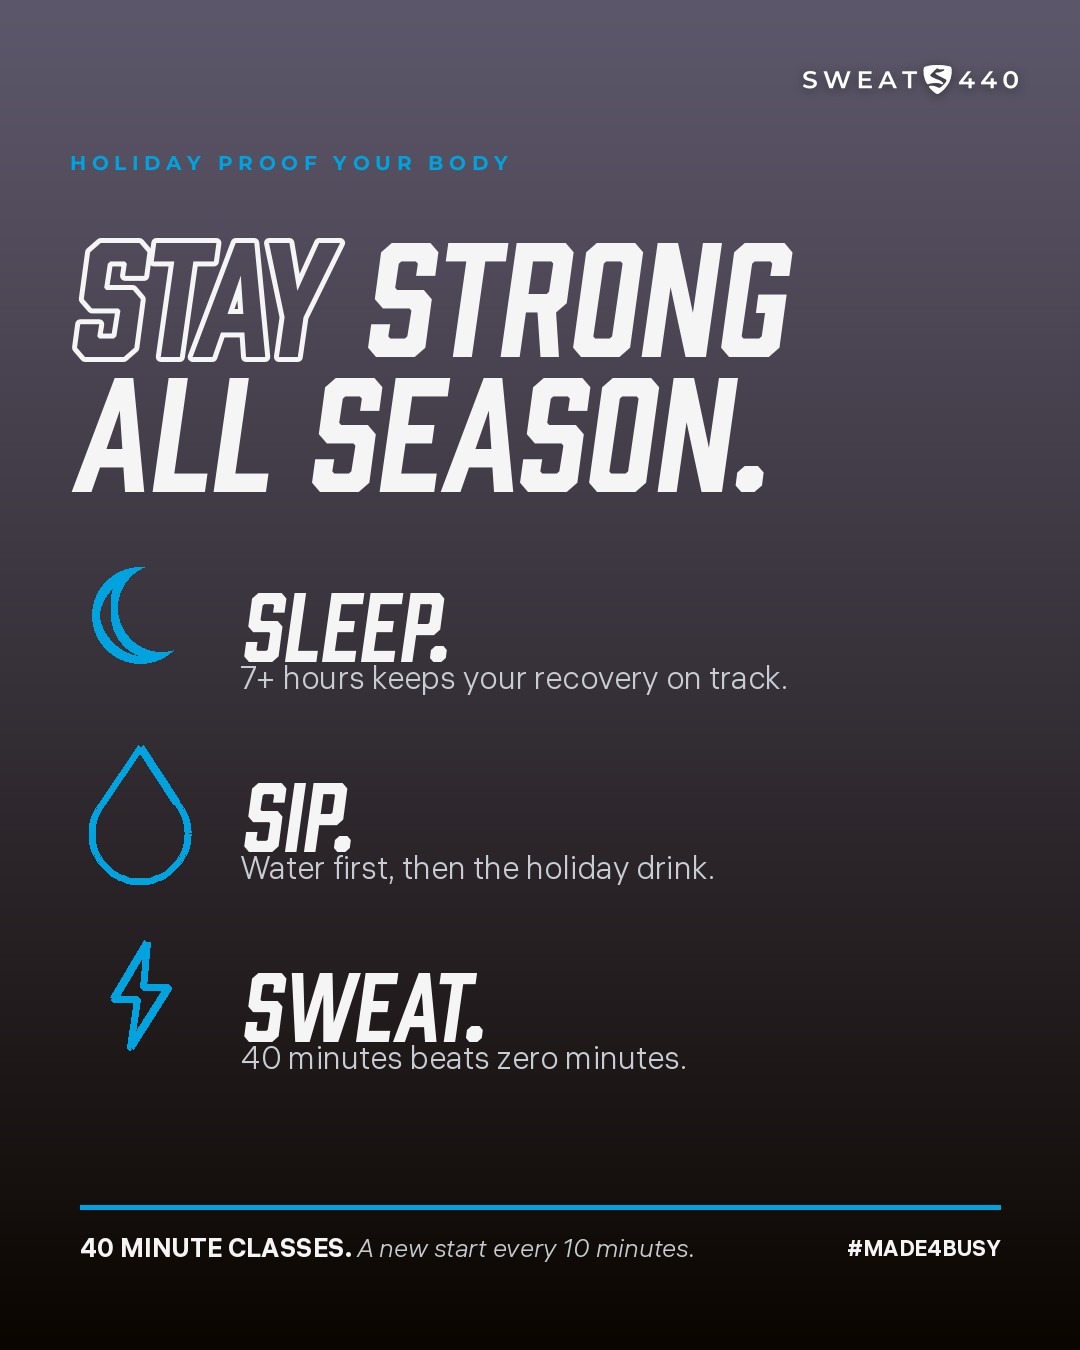 SWEAT 440
HOLIDAY PROOF YOUR BODY
STAY STRONG
ALL SEASON.
SLEEP.
7+ hours keeps your recovery on track.
SIP.
Water first, then the holiday drink.
SWEAT.
40 minutes beats zero minutes.
40 MINUTE CLASSES. A new start every 10 minutes. #MADE4BUSY